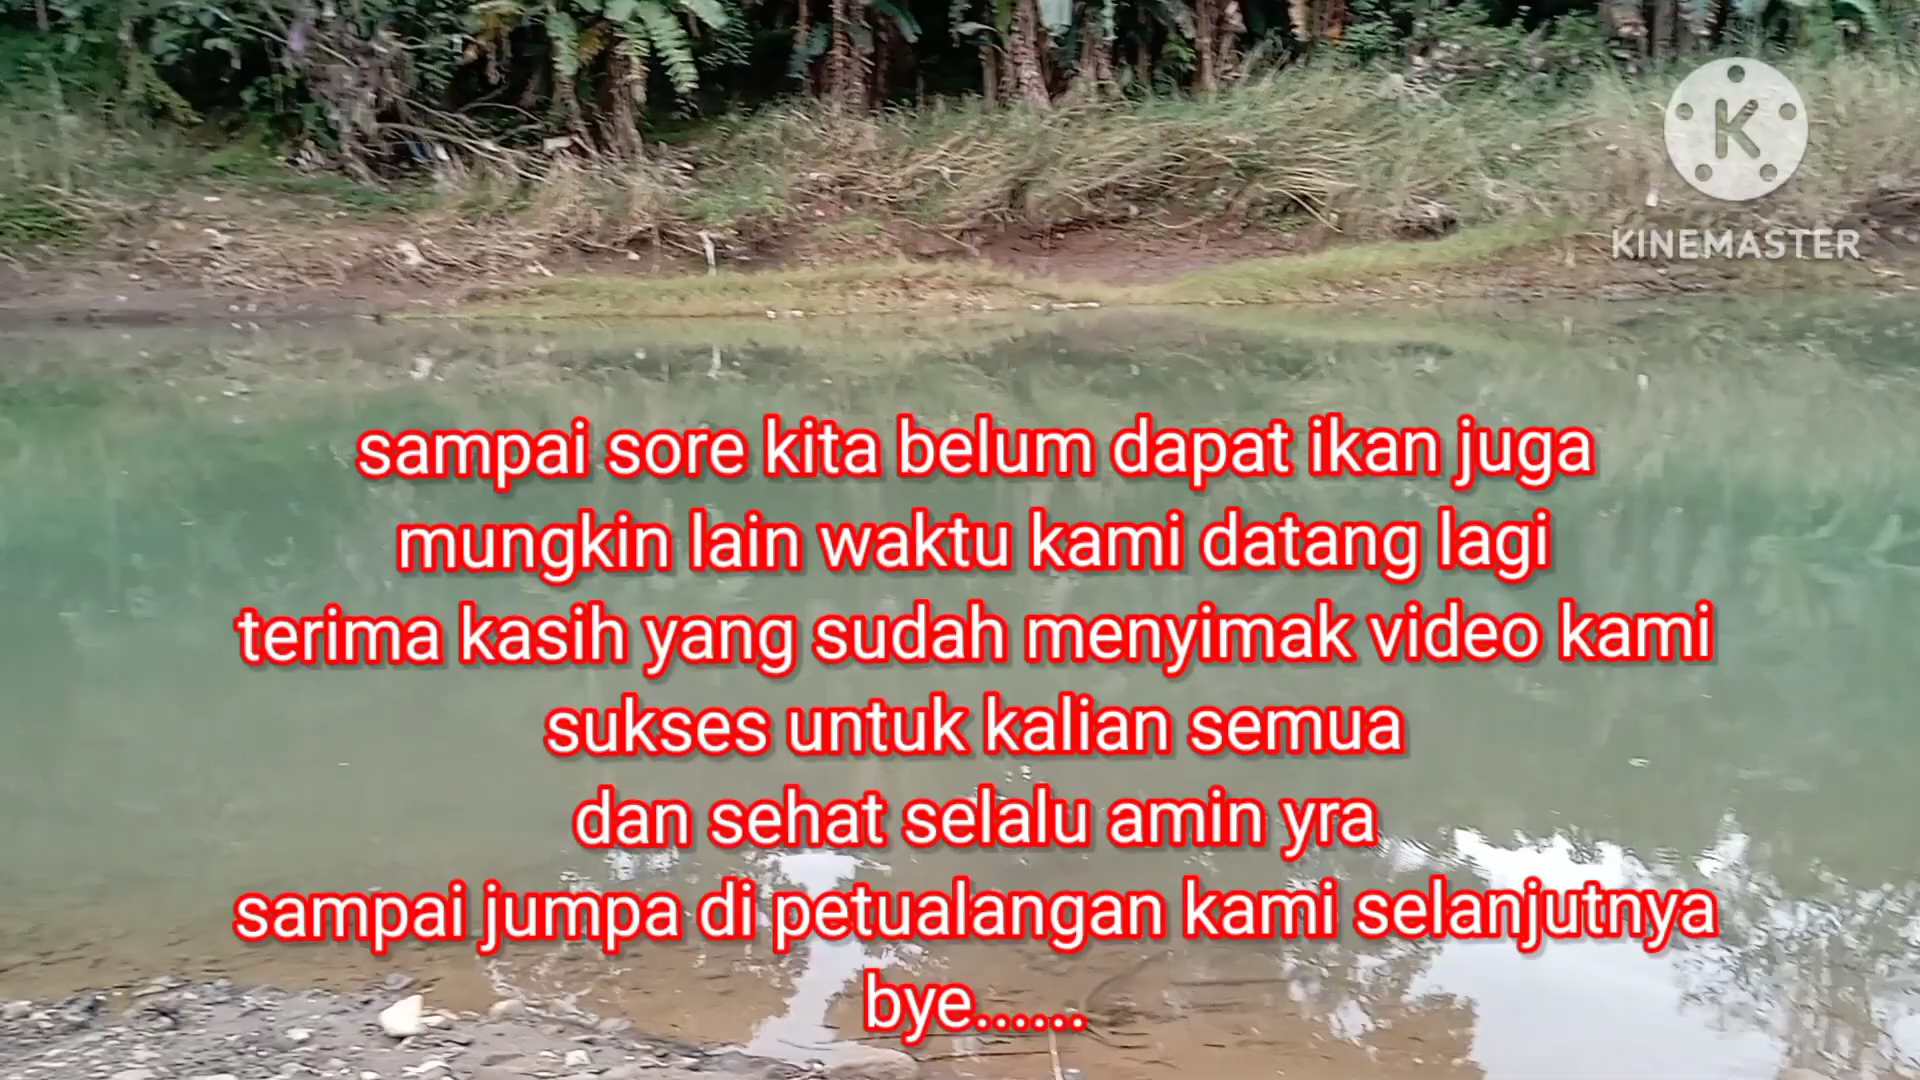 K
KINEMASTER
sampai sore kita belum dapat ikan juga
mungkin lain waktu kami datang lagi
terima kasih yang sudah menyimak video kami
sukses untuk kalian semua
dan sehat selalu amin yra
sampai jumpa di petualangan kami selanjutnya
bye......